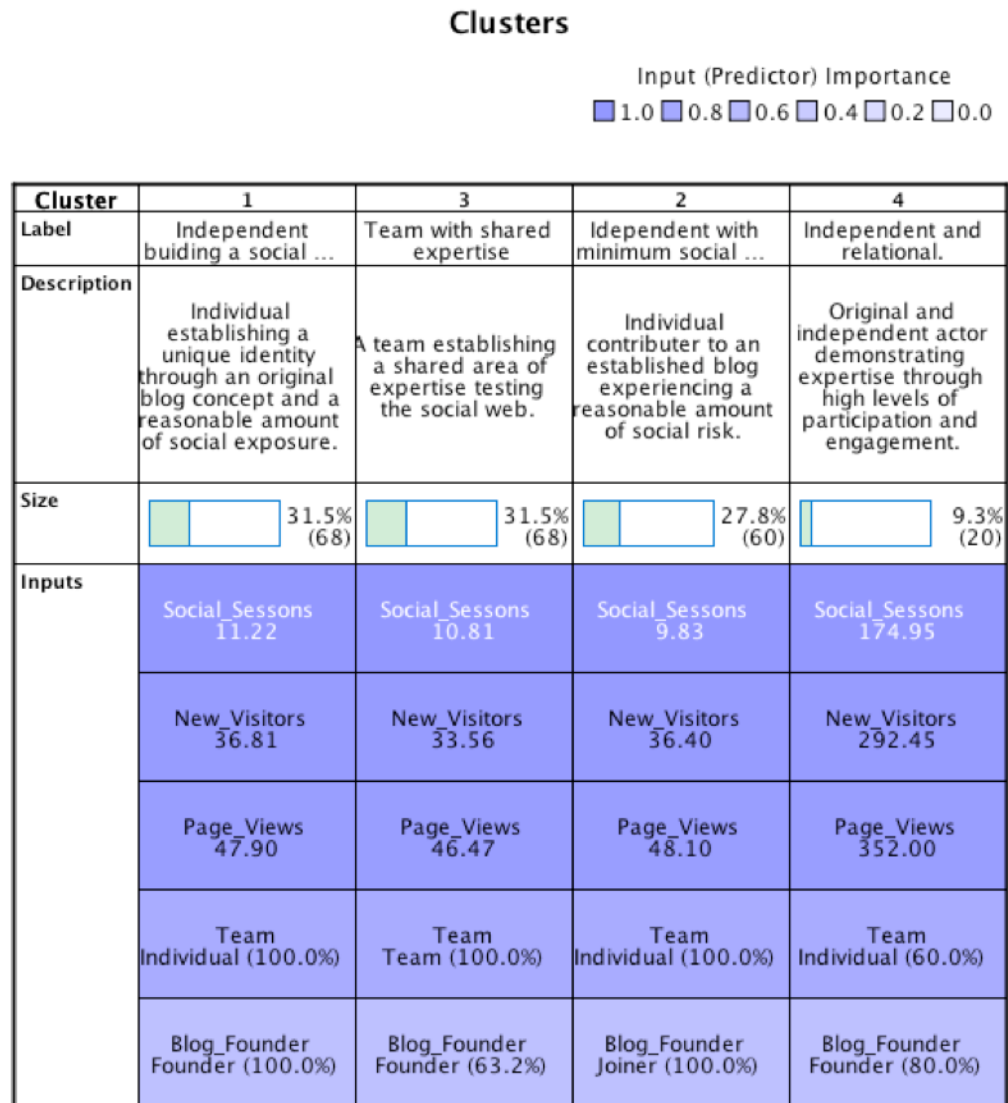 Clusters
Input (Predictor) Importance
1.0 0.8 0.6 0.4 0.2 0.0
Cluster 1 3 2 4
Label
Independent
buiding a social ...
Team with shared
expertise
Idependent with
minimum social ...
Independent and
relational.
Description
Individual
establishing a
unique identity
through an original
blog concept and a
reasonable amount
of social exposure.
A team establishing
a shared area of
expertise testing
the social web.
Individual
contributer to an
established blog
experiencing a
reasonable amount
of social risk.
Original and
independent actor
demonstrating
expertise through
high levels of
participation and
engagement.
Size
31.5%
(68)
31.5%
(68)
27.8%
(60)
9.3%
(20)
Inputs
Social_Sessons
11.22
Social_Sessons
10.81
Social_Sessons
9.83
Social_Sessons
174.95
New_Visitors
36.81
New_Visitors
33.56
New_Visitors
36.40
New_Visitors
292.45
Page_Views
47.90
Page_Views
46.47
Page_Views
48.10
Page_Views
352.00
Team
Individual (100.0%)
Team
Team (100.0%)
Team
Individual (100.0%)
Team
Individual (60.0%)
Blog_Founder
Founder (100.0%)
Blog_Founder
Founder (63.2%)
Blog_Founder
Joiner (100.0%)
Blog_Founder
Founder (80.0%)